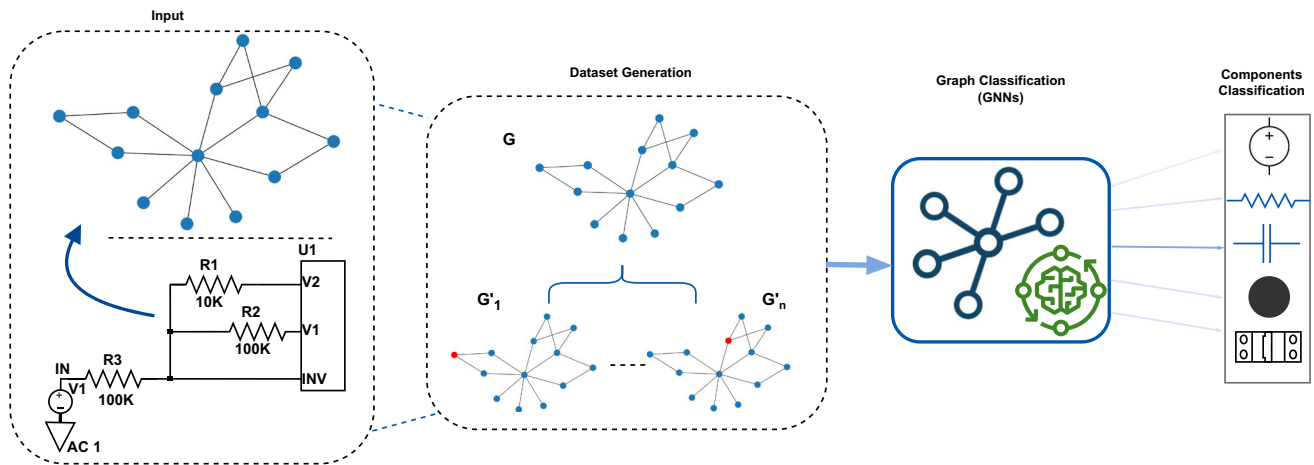 Input
U1
R1
10K
V2
R2
100K
V1
R3
100K
INV
IN
V1
+
−
AC 1
Dataset Generation
G
G'1
G'n
Graph Classification
(GNNs)
Components
Classification
+
−